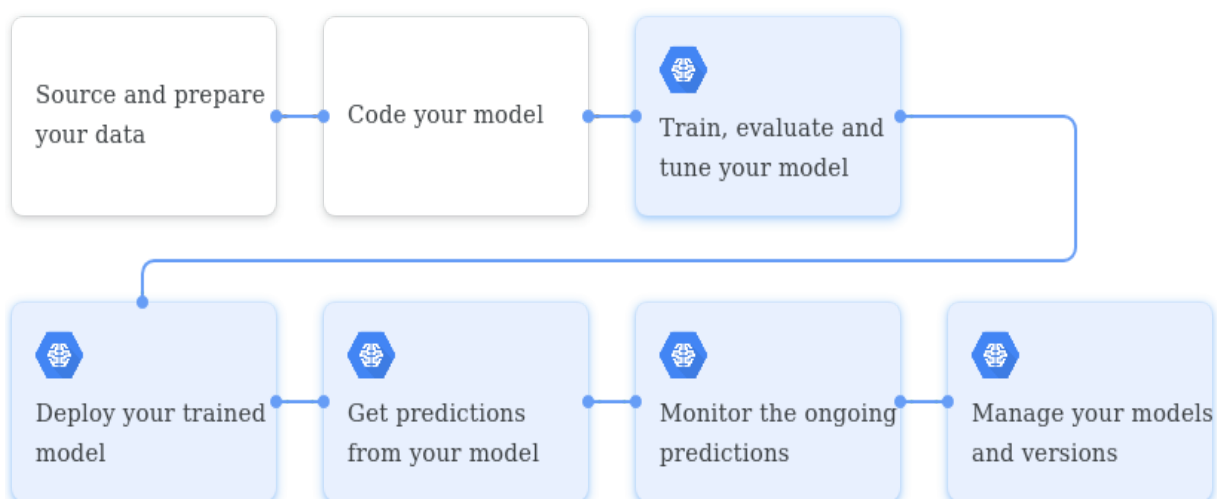 Source and prepare
your data
Code your model
Train, evaluate and
tune your model
Deploy your trained
model
Get predictions
from your model
Monitor the ongoing
predictions
Manage your models
and versions